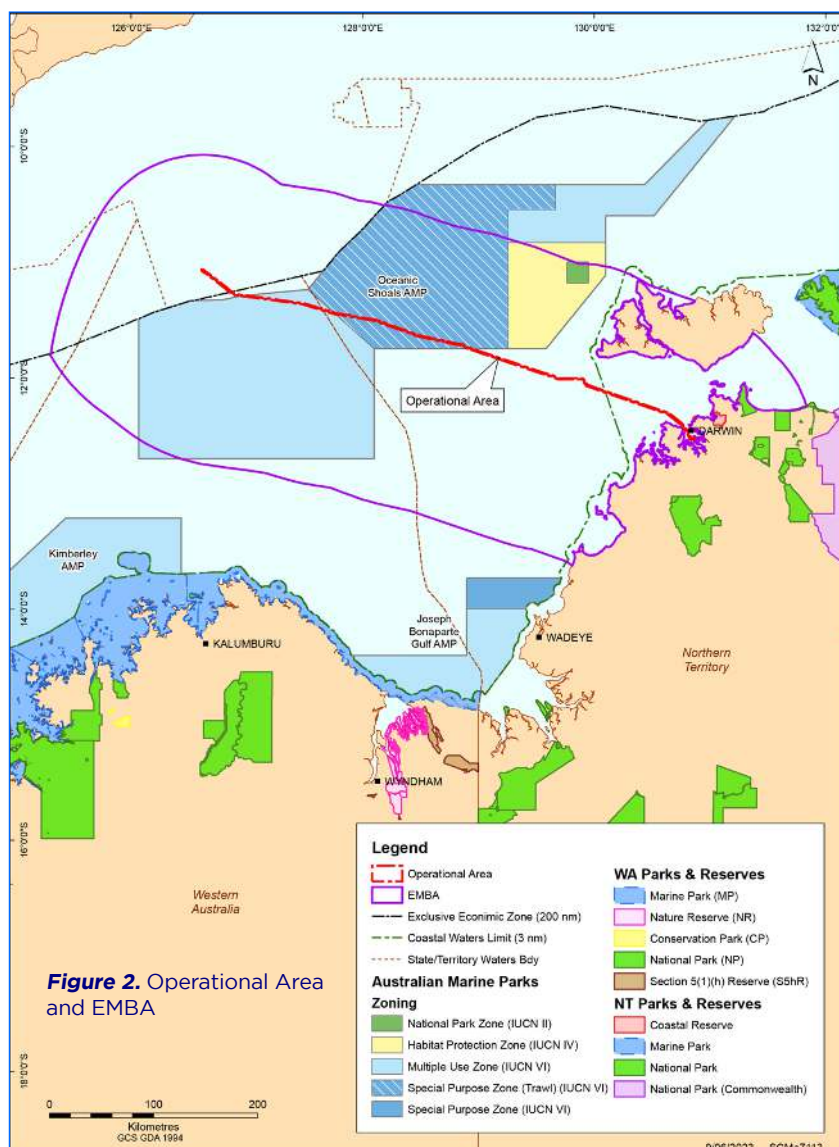 126°0'0"E
128°0'0"E
130°0'0"E
132°0'0"E
N
10°0'0"S
12°0'0"S
14°0'0"S
16°0'0"S
18°0'0"S
Oceanic
Shoals AMP
Operational Area
DARWIN
Kimberley
AMP
Joseph
Bonaparte
Gulf AMP
KALUMBURU
WADEYE
Northern
Territory
WYNDHAM
Western
Australia
Figure 2. Operational Area
and EMBA
0 100 200
Kilometres
GCS GDA 1994
Legend
Operational Area
EMBA
Exclusive Econimic Zone (200 nm)
Coastal Waters Limit (3 nm)
State/Territory Waters Bdy
Australian Marine Parks
Zoning
National Park Zone (IUCN II)
Habitat Protection Zone (IUCN IV)
Multiple Use Zone (IUCN VI)
Special Purpose Zone (Trawl) (IUCN VI)
Special Purpose Zone (IUCN VI)
WA Parks & Reserves
Marine Park (MP)
Nature Reserve (NR)
Conservation Park (CP)
National Park (NP)
Section 5(1)(h) Reserve (S5hR)
NT Parks & Reserves
Coastal Reserve
Marine Park
National Park
National Park (Commonwealth)